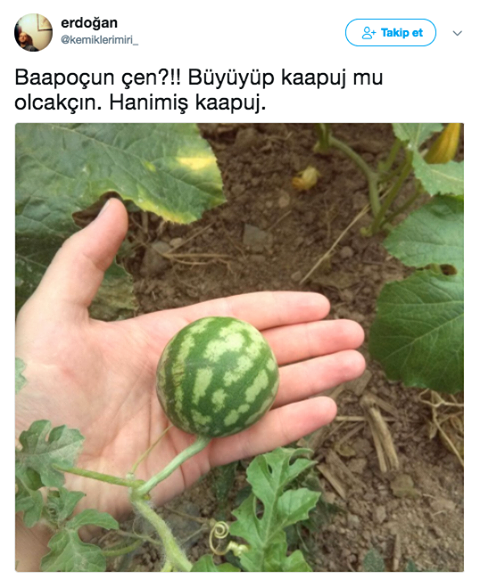 erdoğan
@kemiklerimiri_
Takip et
Baapoçun çen?!! Büyüyüp kaapuj mu
olcakçın. Hanimiş kaapuj.